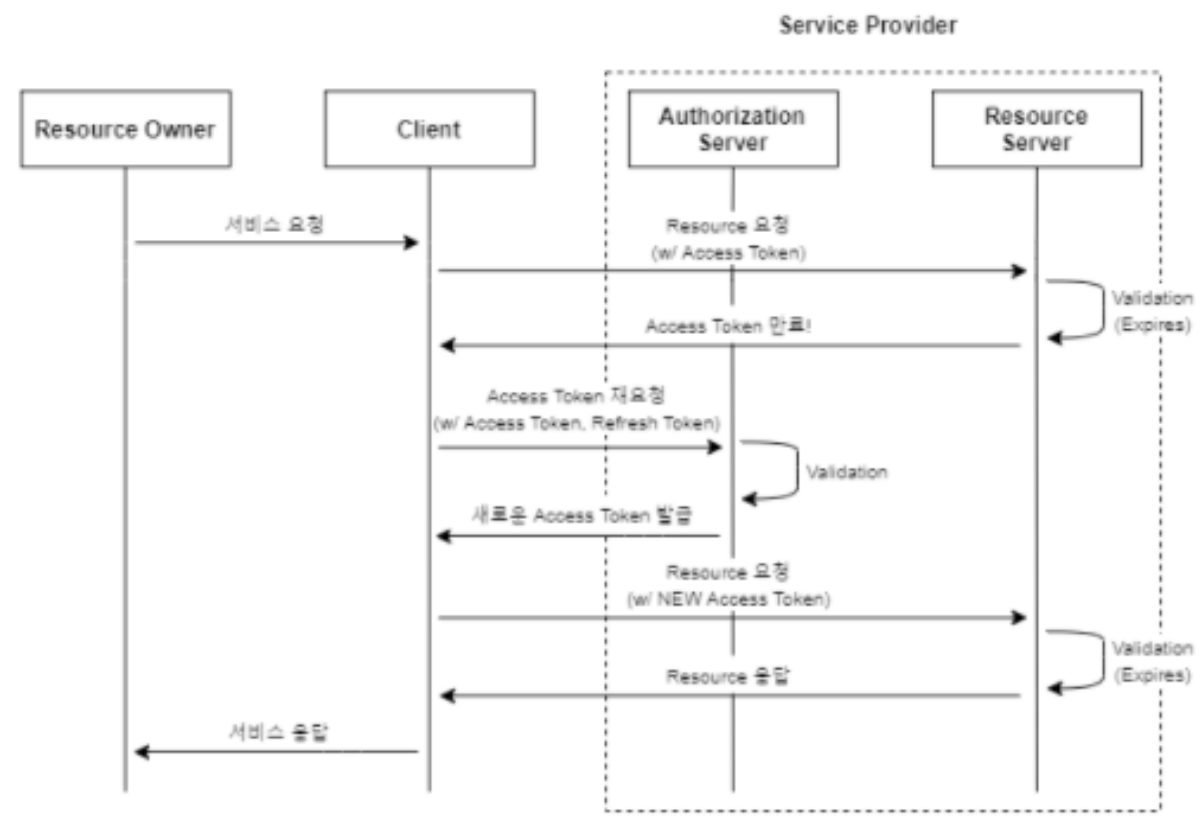 Service Provider
Resource Owner
Client
Authorization
Server
Resource
Server
서비스 요청
Resource 요청
(w/ Access Token)
Validation
(Expires)
Access Token 만료!
Access Token 재요청
(w/ Access Token, Refresh Token)
Validation
새로운 Access Token 발급
Resource 요청
(w/ NEW Access Token)
Validation
(Expires)
Resource 응답
서비스 응답